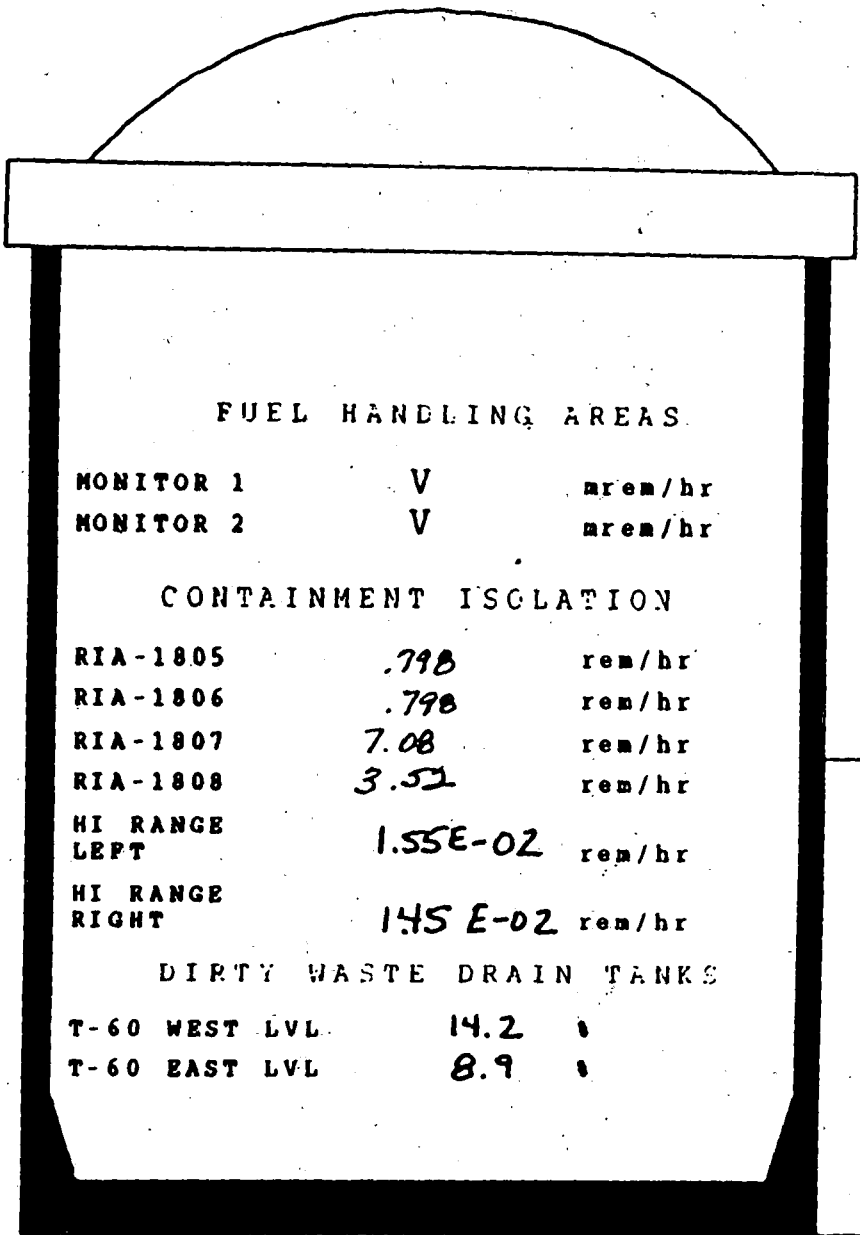 FUEL HANDLING AREAS
MONITOR 1 V mrem/hr
MONITOR 2 V mrem/hr
CONTAINMENT ISOLATION
RIA-1805 .798 rem/hr
RIA-1806 .798 rem/hr
RIA-1807 7.08 rem/hr
RIA-1808 3.52 rem/hr
HI RANGE
LEFT 1.55E-02 rem/hr
HI RANGE
RIGHT 1.45 E-02 rem/hr
DIRTY WASTE DRAIN TANKS
T-60 WEST LVL 14.2 %
T-60 EAST LVL 8.9 %